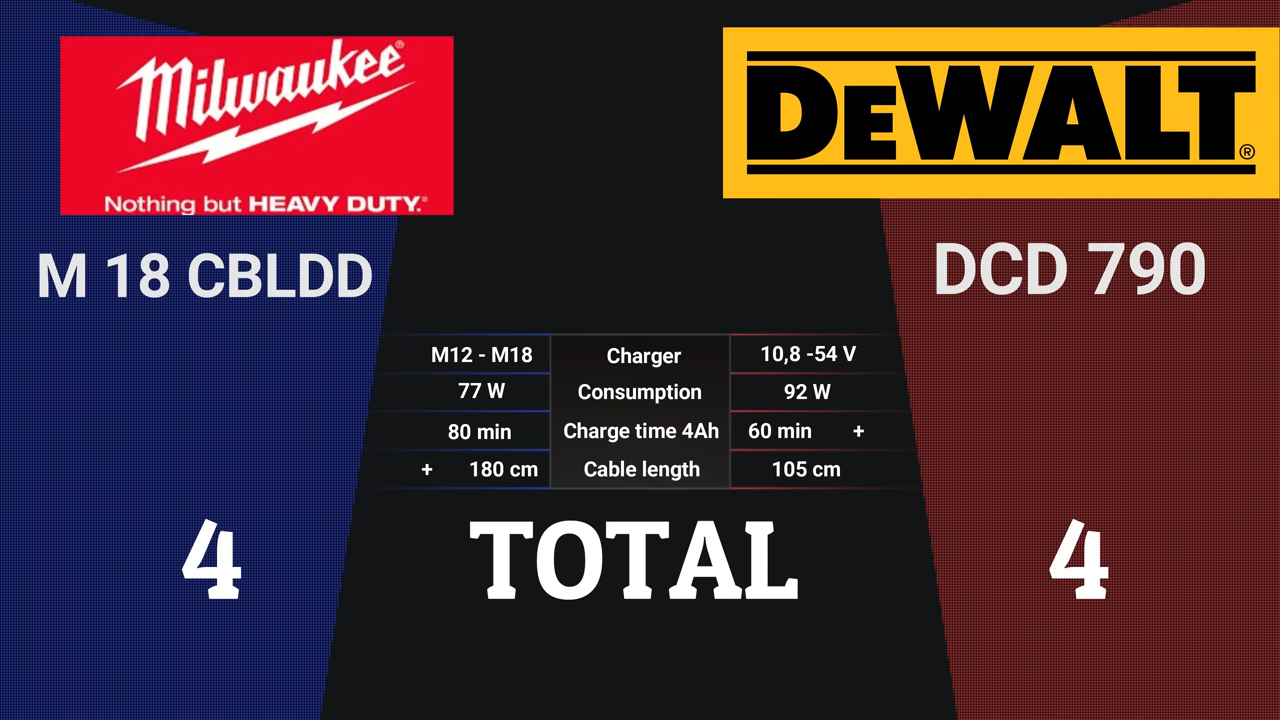 Milwaukee®
Nothing but HEAVY DUTY.®
DEWALT®
M 18 CBLDD
DCD 790
M12 - M18 Charger 10,8 -54 V
77 W Consumption 92 W
80 min Charge time 4Ah 60 min +
+ 180 cm Cable length 105 cm
4 TOTAL 4